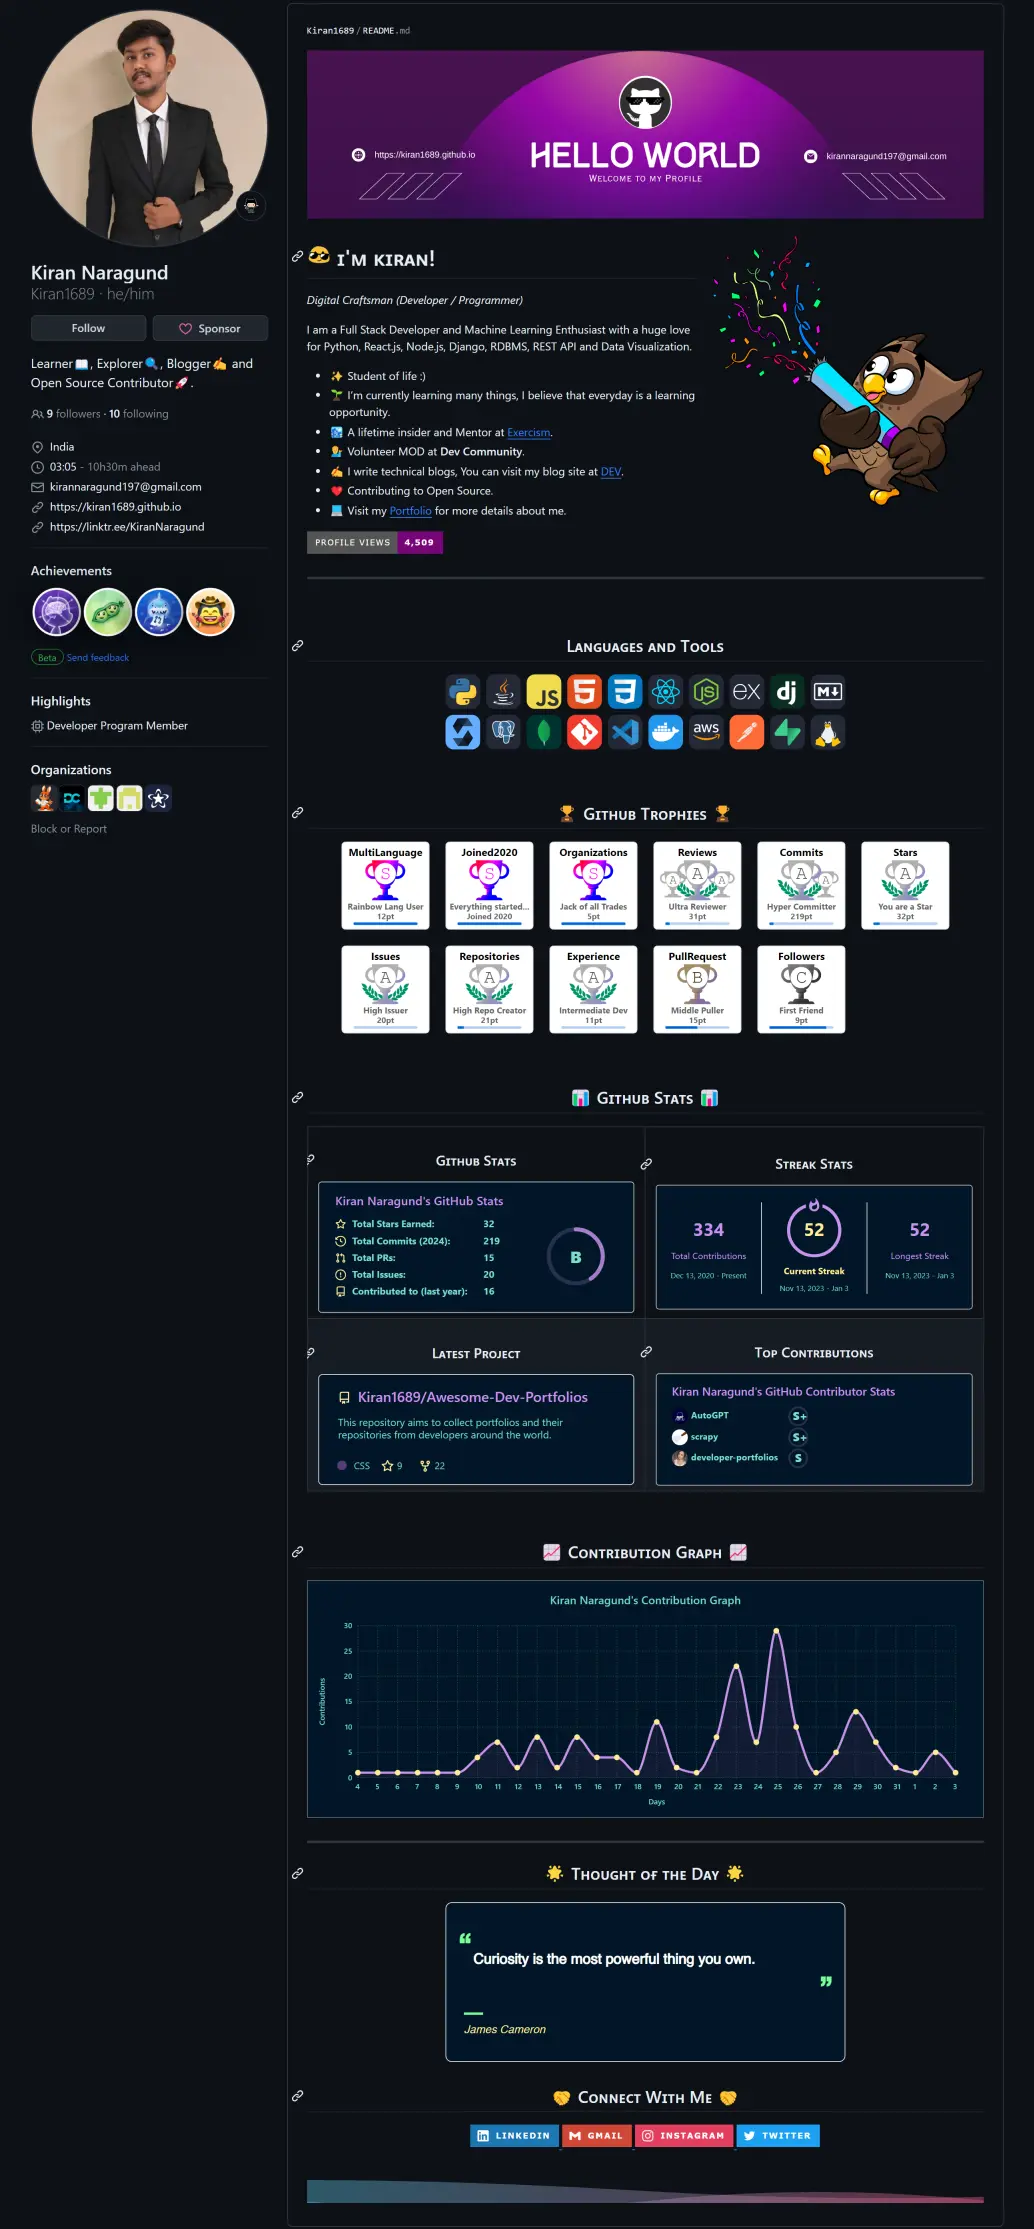 Kiran Naragund
Kiran1689 · he/him
Follow
Sponsor
Learner📖, Explorer🔍, Blogger✍️ and
Open Source Contributor🚀.
9 followers · 10 following
India
03:05 - 10h30m ahead
kirannaragund197@gmail.com
https://kiran1689.github.io
https://linktr.ee/KiranNaragund
Achievements
Beta Send feedback
Highlights
Developer Program Member
Organizations
DC
Block or Report
Kiran1689 / README.md
https://kiran1689.github.io
HELLO WORLD
Welcome to my Profile
kirannaragund197@gmail.com
I'M KIRAN!
Digital Craftsman (Developer / Programmer)
I am a Full Stack Developer and Machine Learning Enthusiast with a huge love
for Python, React.js, Node.js, Django, RDBMS, REST API and Data Visualization.
• ✨ Student of life :)
• 🌱 I'm currently learning many things, I believe that everyday is a learning
opportunity.
• A lifetime insider and Mentor at Exercism.
• Volunteer MOD at Dev Community.
• ✍️ I write technical blogs, You can visit my blog site at DEV.
• ❤️ Contributing to Open Source.
• 💻 Visit my Portfolio for more details about me.
PROFILE VIEWS 4,509
Languages and Tools
JS
5
3
JS
ex
dj
M
aws
🏆 Github Trophies 🏆
MultiLanguage
S
Rainbow Lang User
12pt
Joined2020
S
Everything started...
Joined 2020
Organizations
S
Jack of all Trades
5pt
Reviews
A A A
Ultra Reviewer
31pt
Commits
A A A
Hyper Committer
219pt
Stars
A
You are a Star
32pt
Issues
A
High Issuer
20pt
Repositories
A
High Repo Creator
21pt
Experience
A
Intermediate Dev
11pt
PullRequest
B
Middle Puller
15pt
Followers
C
First Friend
9pt
📊 Github Stats 📊
Github Stats
Kiran Naragund's GitHub Stats
Total Stars Earned: 32
Total Commits (2024): 219
Total PRs: 15
Total Issues: 20
Contributed to (last year): 16
B
Streak Stats
334
Total Contributions
Dec 13, 2020 - Present
52
Current Streak
Nov 13, 2023 - Jan 3
52
Longest Streak
Nov 13, 2023 - Jan 3
Latest Project
Kiran1689/Awesome-Dev-Portfolios
This repository aims to collect portfolios and their
repositories from developers around the world.
CSS 9 22
Top Contributions
Kiran Naragund's GitHub Contributor Stats
AutoGPT S+
scrapy S+
developer-portfolios S
📈 Contribution Graph 📈
Kiran Naragund's Contribution Graph
30
25
20
15
10
5
0
Contributions
4 5 6 7 8 9 10 11 12 13 14 15 16 17 18 19 20 21 22 23 24 25 26 27 28 29 30 31 1 2 3
Days
🌟 Thought of the Day 🌟
“
Curiosity is the most powerful thing you own.
”
James Cameron
🤝 Connect With Me 🤝
LINKEDIN
GMAIL
INSTAGRAM
TWITTER